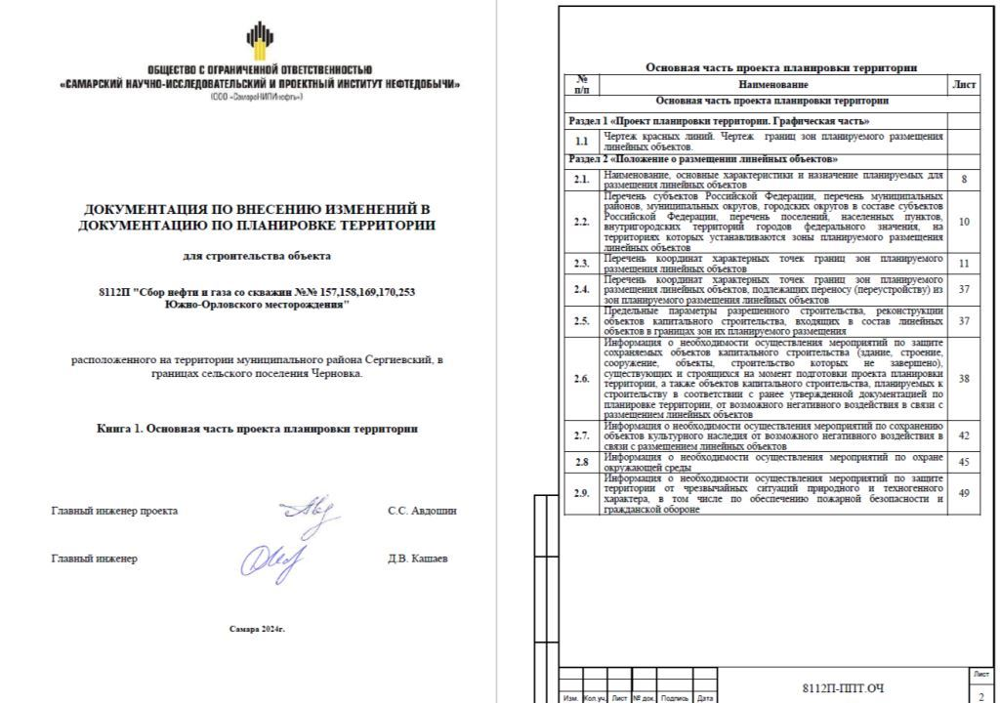 ОБЩЕСТВО С ОГРАНИЧЕННОЙ ОТВЕТСТВЕННОСТЬЮ
«САМАРСКИЙ НАУЧНО-ИССЛЕДОВАТЕЛЬСКИЙ И ПРОЕКТНЫЙ ИНСТИТУТ НЕФТЕДОБЫЧИ»
(ООО «СамараНИПИнефть»)
ДОКУМЕНТАЦИЯ ПО ВНЕСЕНИЮ ИЗМЕНЕНИЙ В
ДОКУМЕНТАЦИЮ ПО ПЛАНИРОВКЕ ТЕРРИТОРИИ
для строительства объекта
8112П "Сбор нефти и газа со скважин №№ 157,158,169,170,253
Южно-Орловского месторождения"
расположенного на территории муниципального района Сергиевский, в
границах сельского поселения Черновка.
Книга 1. Основная часть проекта планировки территории
Главный инженер проекта С.С. Авдошин
Главный инженер Д.В. Кашаев
Самара 2024г.
Основная часть проекта планировки территории
№ п/п Наименование Лист
Основная часть проекта планировки территории
Раздел 1 «Проект планировки территории. Графическая часть»
1.1 Чертеж красных линий. Чертеж границ зон планируемого размещения
линейных объектов.
Раздел 2 «Положение о размещении линейных объектов»
2.1. Наименование, основные характеристики и назначение планируемых для 8
размещения линейных объектов
Перечень субъектов Российской Федерации, перечень муниципальных
районов, муниципальных округов, городских округов в составе субъектов
2.2. Российской Федерации, перечень поселений, населенных пунктов, 10
внутригородских территорий городов федерального значения, на
территориях которых устанавливаются зоны планируемого размещения
линейных объектов
2.3. Перечень координат характерных точек границ зон планируемого 11
размещения линейных объектов
Перечень координат характерных точек границ зон планируемого
2.4. размещения линейных объектов, подлежащих переносу (переустройству) из 37
зон планируемого размещения линейных объектов
Предельные параметры разрешенного строительства, реконструкции
2.5. объектов капитального строительства, входящих в состав линейных 37
объектов в границах зон их планируемого размещения
Информация о необходимости осуществления мероприятий по защите
сохраняемых объектов капитального строительства (здание, строение,
сооружение, объекты, строительство которых не завершено),
2.6. существующих и строящихся на момент подготовки проекта планировки 38
территории, а также объектов капитального строительства, планируемых к
строительству в соответствии с ранее утвержденной документацией по
планировке территории, от возможного негативного воздействия в связи с
размещением линейных объектов
Информация о необходимости осуществления мероприятий по сохранению
2.7. объектов культурного наследия от возможного негативного воздействия в 42
связи с размещением линейных объектов
2.8 Информация о необходимости осуществления мероприятий по охране 45
окружающей среды
Информация о необходимости осуществления мероприятий по защите
2.9. территории от чрезвычайных ситуаций природного и техногенного 49
характера, в том числе по обеспечению пожарной безопасности и
гражданской обороне
8112П-ППТ.ОЧ Лист
Изм. Кол.уч. Лист № док. Подпись Дата 2